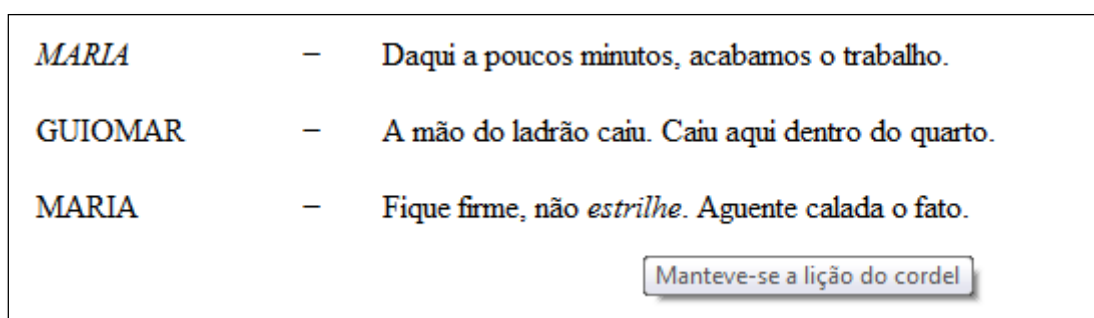 MARIA – Daqui a poucos minutos, acabamos o trabalho.
GUIOMAR – A mão do ladrão caiu. Caiu aqui dentro do quarto.
MARIA – Fique firme, não estrilhe. Aguente calada o fato.
Manteve-se a lição do cordel